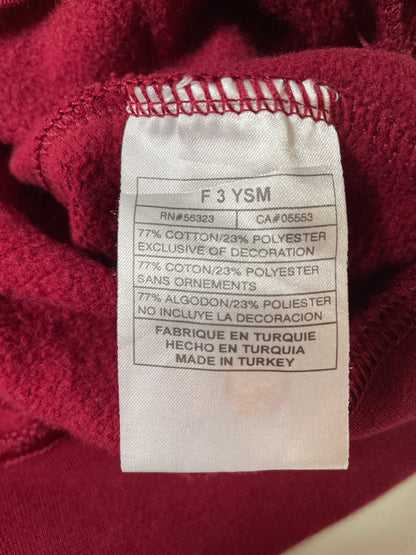 F 3 YSM
RN#56323 CA#05553
77% COTTON/23% POLYESTER
EXCLUSIVE OF DECORATION
77% COTON/23% POLYESTER
SANS ORNEMENTS
77% ALGODON/23% POLIESTER
NO INCLUYE LA DECORACION
FABRIQUE EN TURQUIE
HECHO EN TURQUIA
MADE IN TURKEY